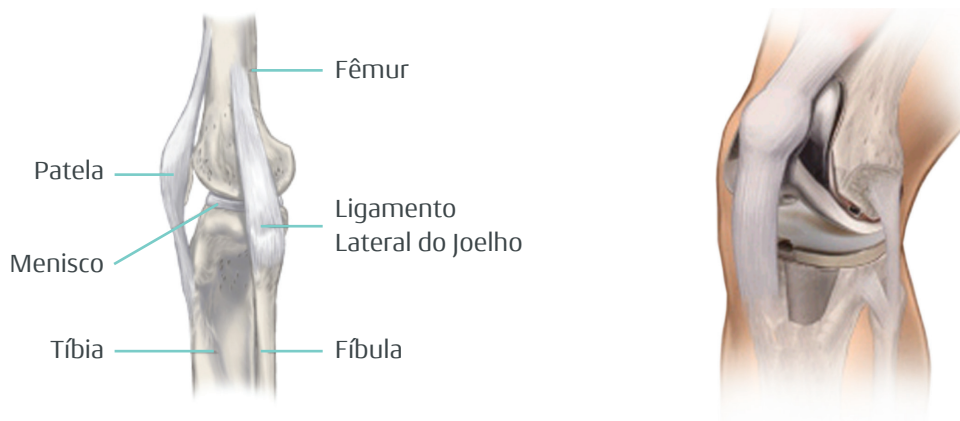 Fêmur
Patela
Ligamento
Lateral do Joelho
Menisco
Tíbia
Fíbula